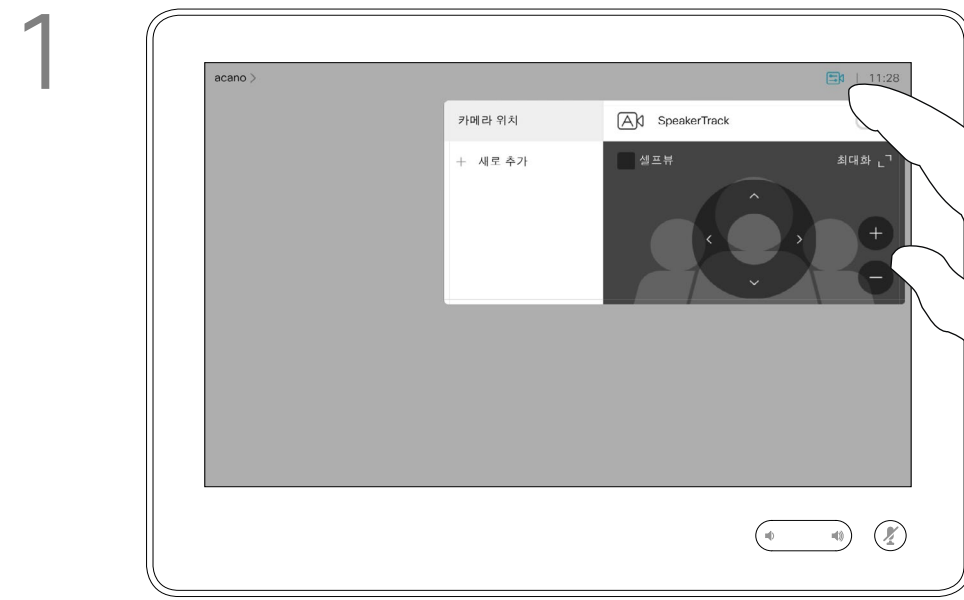 1
acano >
11:28
카메라 위치
SpeakerTrack
+ 새로 추가
셀프뷰
최대화